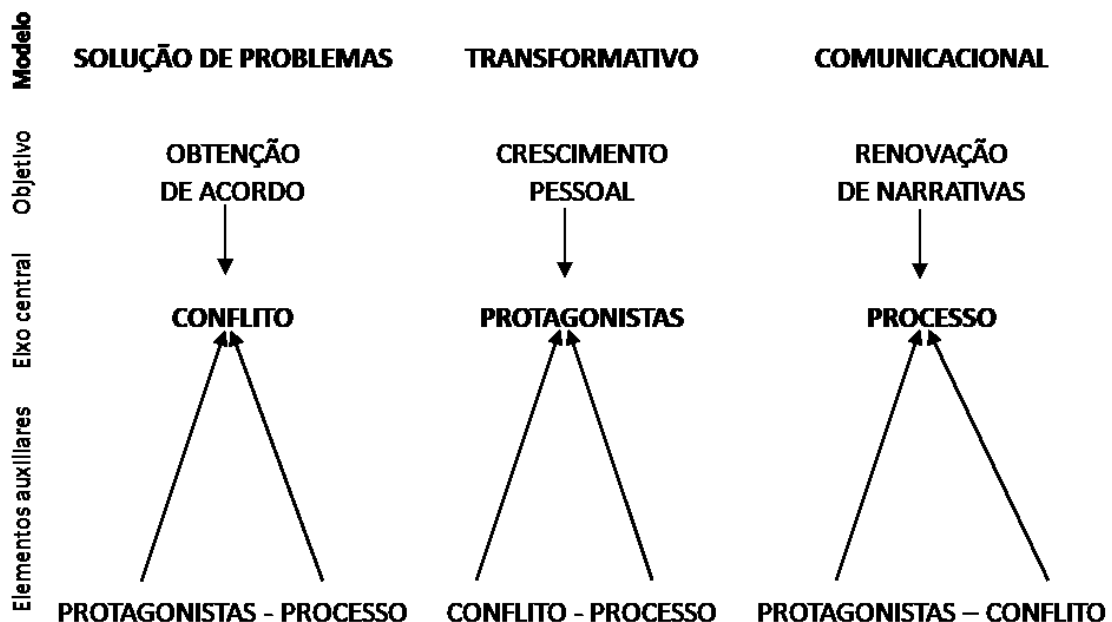 Modelo
SOLUÇÃO DE PROBLEMAS
TRANSFORMATIVO
COMUNICACIONAL
Objetivo
OBTENÇÃO
DE ACORDO
CRESCIMENTO
PESSOAL
RENOVAÇÃO
DE NARRATIVAS
Eixo central
CONFLITO
PROTAGONISTAS
PROCESSO
Elementos auxiliares
PROTAGONISTAS - PROCESSO
CONFLITO - PROCESSO
PROTAGONISTAS – CONFLITO